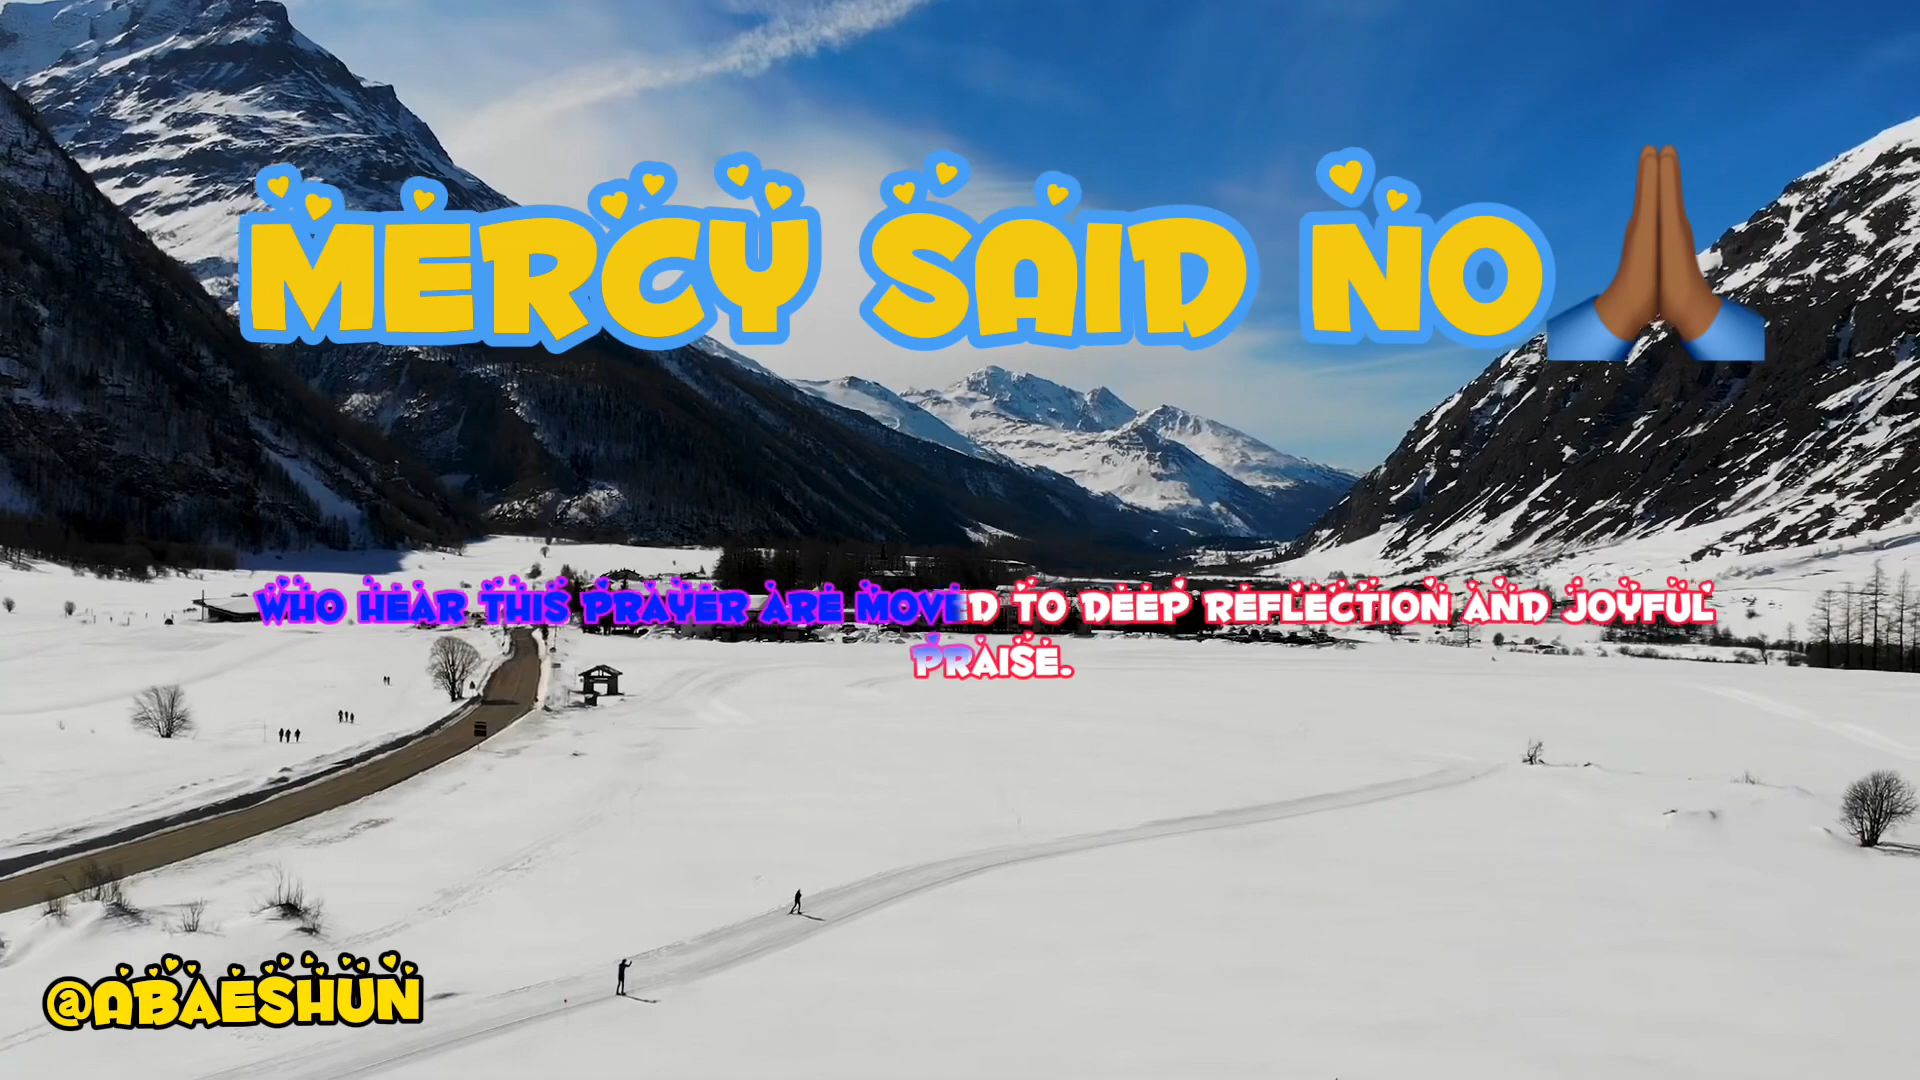 MERCY SAID NO🙏🏾
WHO HEAR THIS PRAYER ARE MOVED TO DEEP REFLECTION AND JOYFUL
PRAISE.
@ABAESHUN